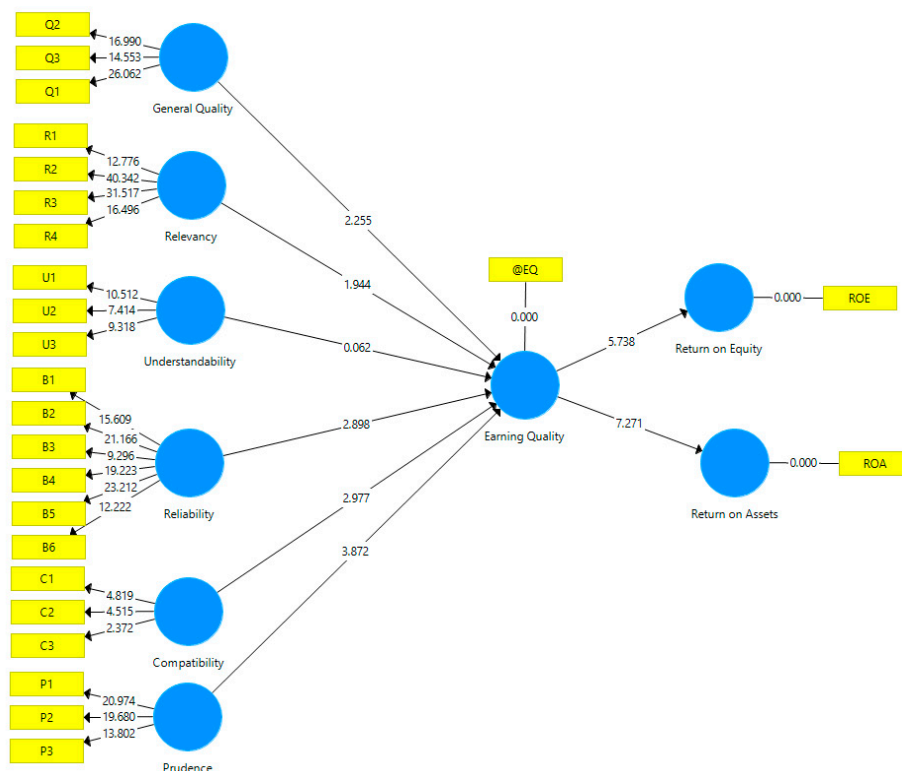 Q2
16.990
Q3
14.553
Q1
26.062
General Quality
R1
12.776
R2
40.342
R3
31.517
R4
16.496
Relevancy
U1
10.512
U2
7.414
U3
9.318
Understandability
B1
15.609
B2
21.166
B3
9.296
B4
19.223
B5
23.212
B6
12.222
Reliability
C1
4.819
C2
4.515
C3
2.372
Compatibility
P1
20.974
P2
19.680
P3
13.802
Prudence
2.255
1.944
0.062
2.898
2.977
3.872
@EQ
0.000
Earning Quality
5.738
7.271
Return on Equity
0.000
ROE
Return on Assets
0.000
ROA